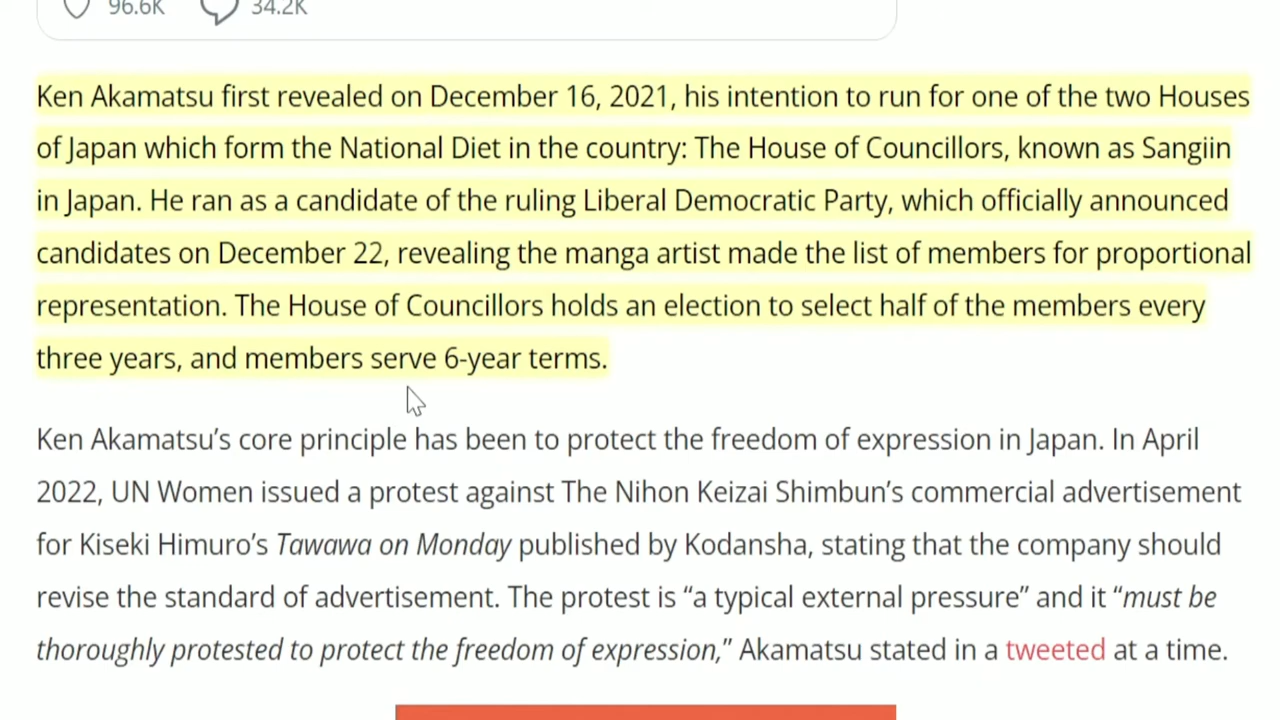 96.6K 34.2K
Ken Akamatsu first revealed on December 16, 2021, his intention to run for one of the two Houses
of Japan which form the National Diet in the country: The House of Councillors, known as Sangiin
in Japan. He ran as a candidate of the ruling Liberal Democratic Party, which officially announced
candidates on December 22, revealing the manga artist made the list of members for proportional
representation. The House of Councillors holds an election to select half of the members every
three years, and members serve 6-year terms.
Ken Akamatsu’s core principle has been to protect the freedom of expression in Japan. In April
2022, UN Women issued a protest against The Nihon Keizai Shimbun’s commercial advertisement
for Kiseki Himuro’s Tawawa on Monday published by Kodansha, stating that the company should
revise the standard of advertisement. The protest is “a typical external pressure” and it “must be
thoroughly protested to protect the freedom of expression,” Akamatsu stated in a tweeted at a time.